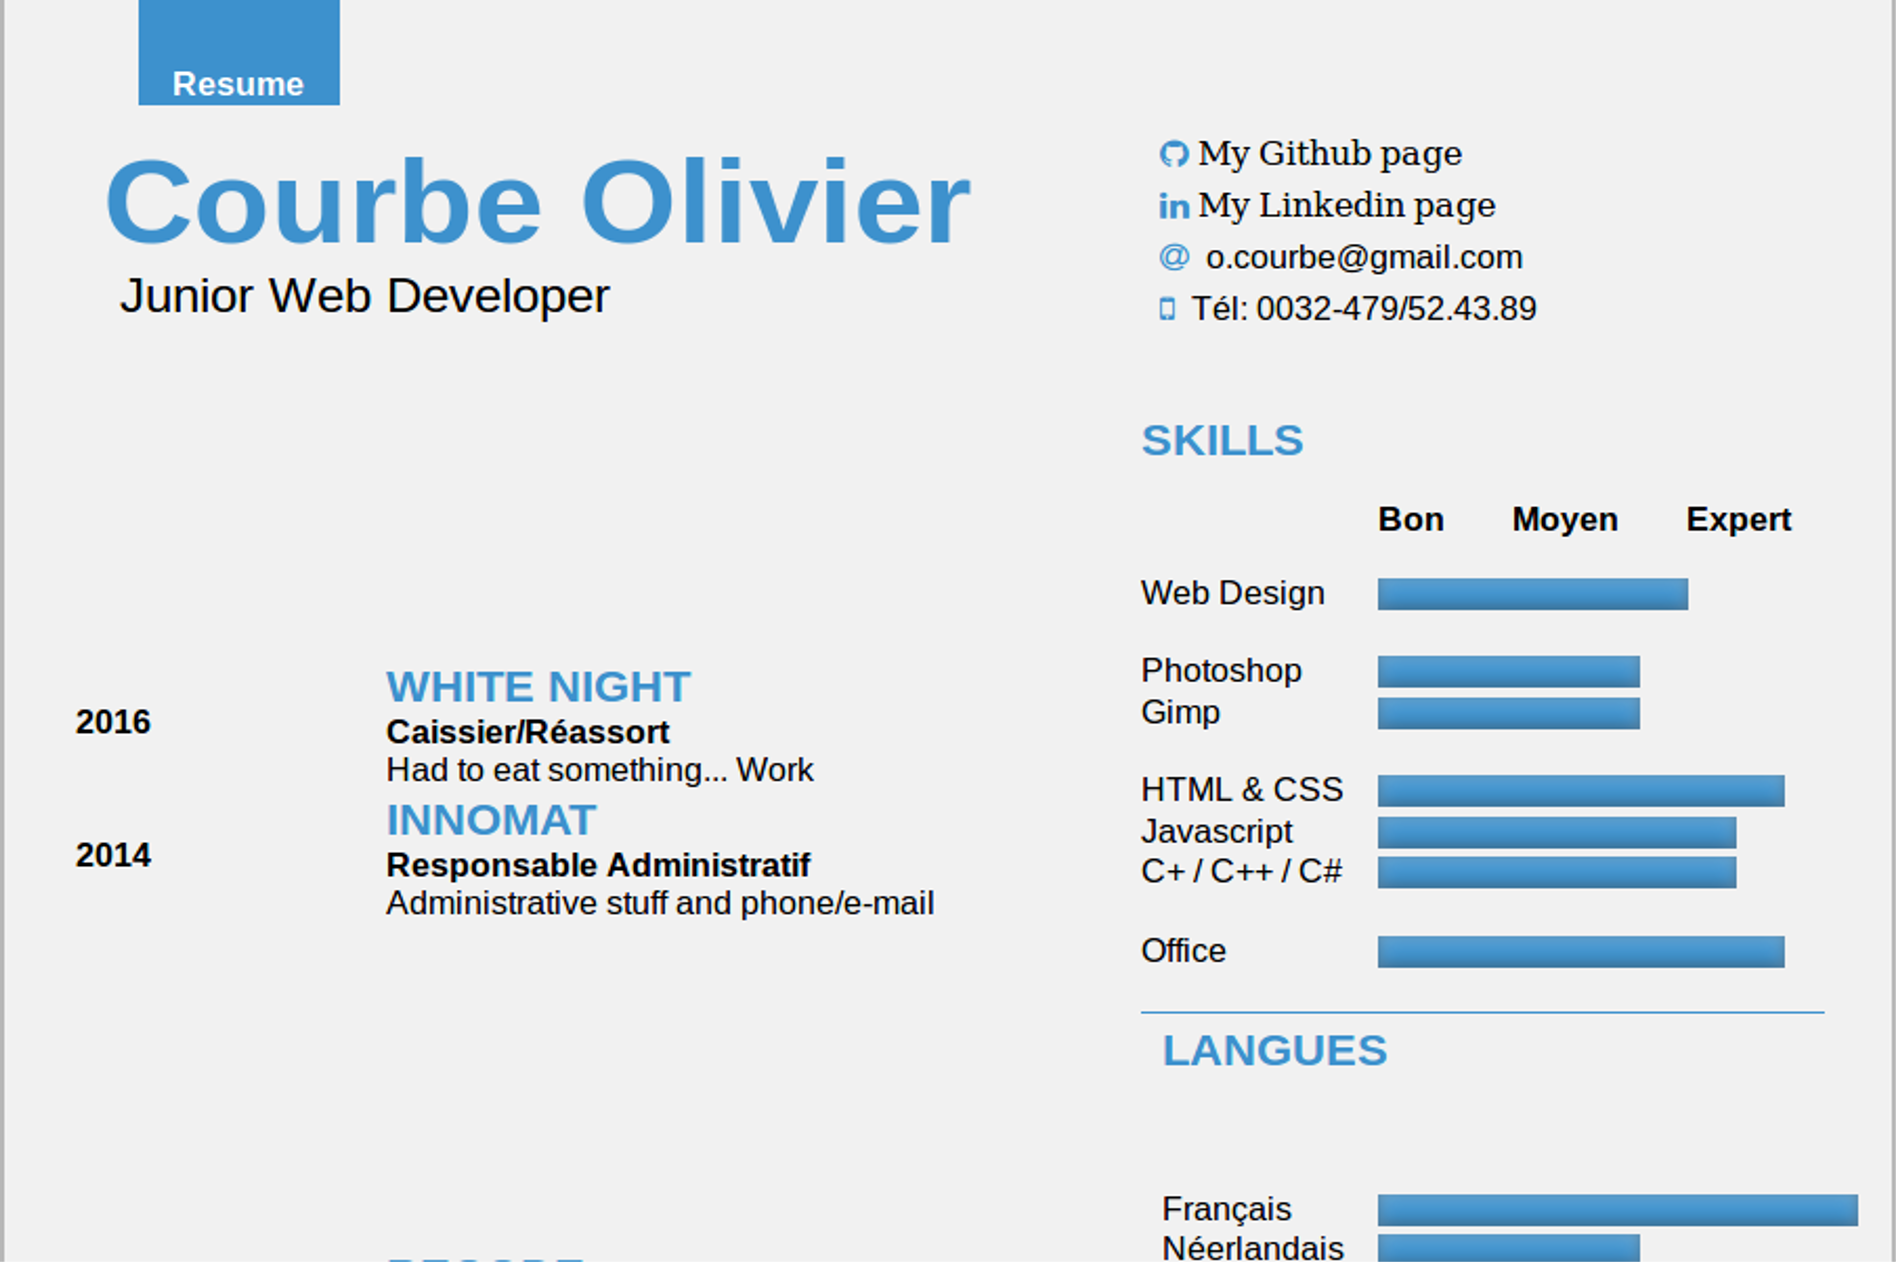 Resume
Courbe Olivier
Junior Web Developer
My Github page
My Linkedin page
@ o.courbe@gmail.com
Tél: 0032-479/52.43.89
SKILLS
Bon Moyen Expert
Web Design
Photoshop
Gimp
HTML & CSS
Javascript
C+ / C++ / C#
Office
2016
WHITE NIGHT
Caissier/Réassort
Had to eat something... Work
2014
INNOMAT
Responsable Administratif
Administrative stuff and phone/e-mail
LANGUES
Français
Néerlandais